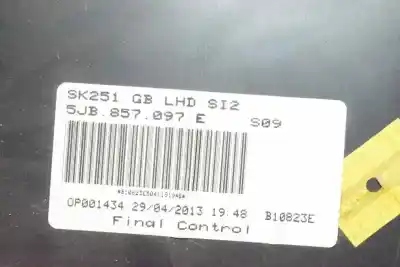 SK251 GB LHD SI2
5JB.857.097 E S09
OP001434 29/04/2013 19.48 B10823E
Final Control